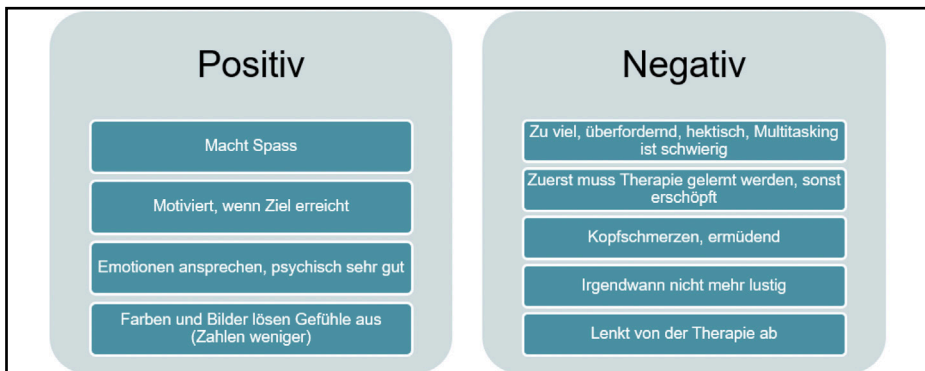 Positiv
Macht Spass
Motiviert, wenn Ziel erreicht
Emotionen ansprechen, psychisch sehr gut
Farben und Bilder lösen Gefühle aus
(Zahlen weniger)
Negativ
Zu viel, überfordernd, hektisch, Multitasking
ist schwierig
Zuerst muss Therapie gelernt werden, sonst
erschöpft
Kopfschmerzen, ermüdend
Irgendwann nicht mehr lustig
Lenkt von der Therapie ab